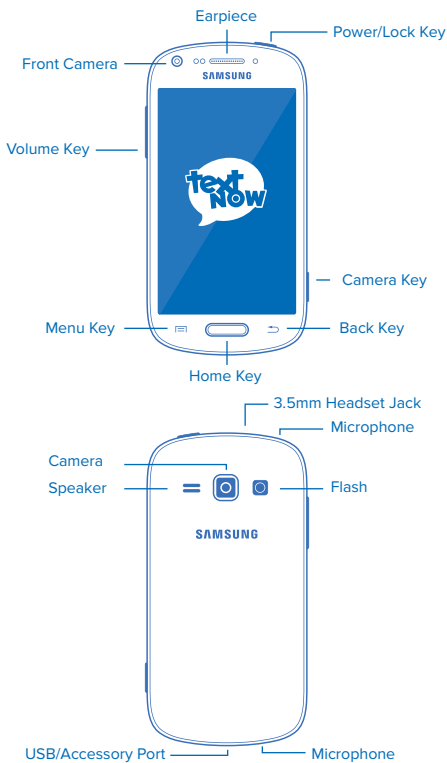 Earpiece
Power/Lock Key
Front Camera
SAMSUNG
Volume Key
text
NOW
Camera Key
Menu Key
Back Key
Home Key
3.5mm Headset Jack
Microphone
Camera
Speaker
Flash
SAMSUNG
USB/Accessory Port
Microphone